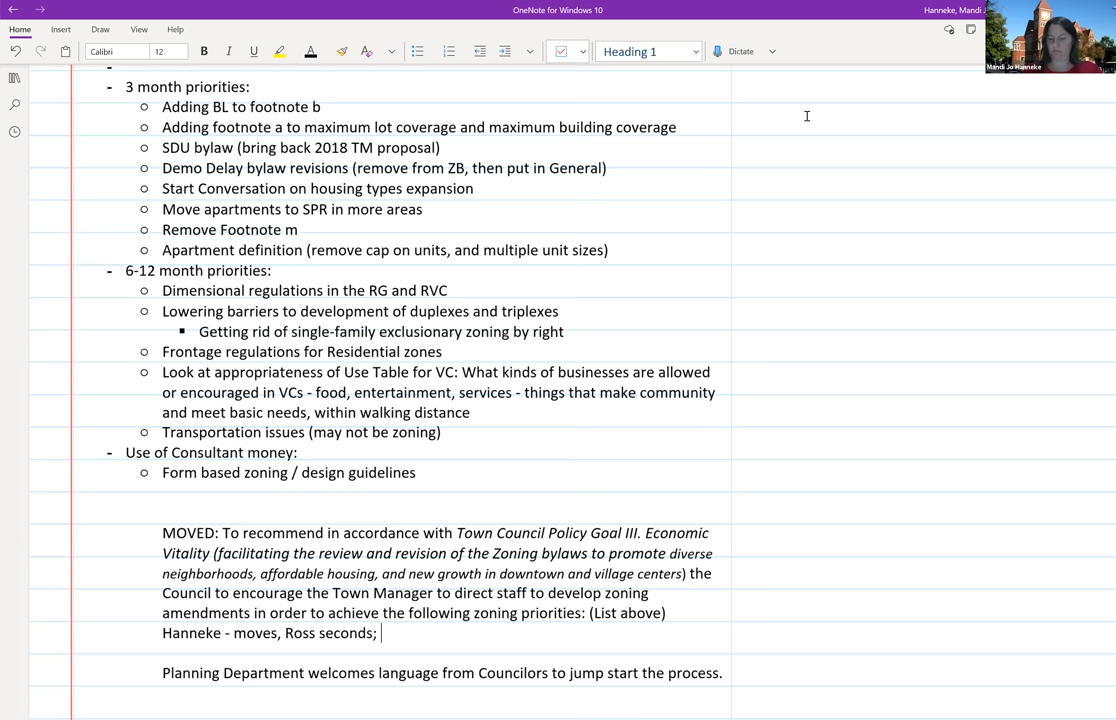 OneNote for Windows 10
Hanneke, Mandi J
Home Insert Draw View Help
Calibri 12 B I U A A Heading 1 Dictate
Mandi Jo Hanneke
-
- 3 month priorities:
o Adding BL to footnote b
o Adding footnote a to maximum lot coverage and maximum building coverage
o SDU bylaw (bring back 2018 TM proposal)
o Demo Delay bylaw revisions (remove from ZB, then put in General)
o Start Conversation on housing types expansion
o Move apartments to SPR in more areas
o Remove Footnote m
o Apartment definition (remove cap on units, and multiple unit sizes)
- 6-12 month priorities:
o Dimensional regulations in the RG and RVC
o Lowering barriers to development of duplexes and triplexes
▪ Getting rid of single-family exclusionary zoning by right
o Frontage regulations for Residential zones
o Look at appropriateness of Use Table for VC: What kinds of businesses are allowed
or encouraged in VCs - food, entertainment, services - things that make community
and meet basic needs, within walking distance
o Transportation issues (may not be zoning)
- Use of Consultant money:
o Form based zoning / design guidelines
MOVED: To recommend in accordance with Town Council Policy Goal III. Economic
Vitality (facilitating the review and revision of the Zoning bylaws to promote diverse
neighborhoods, affordable housing, and new growth in downtown and village centers) the
Council to encourage the Town Manager to direct staff to develop zoning
amendments in order to achieve the following zoning priorities: (List above)
Hanneke - moves, Ross seconds;
Planning Department welcomes language from Councilors to jump start the process.